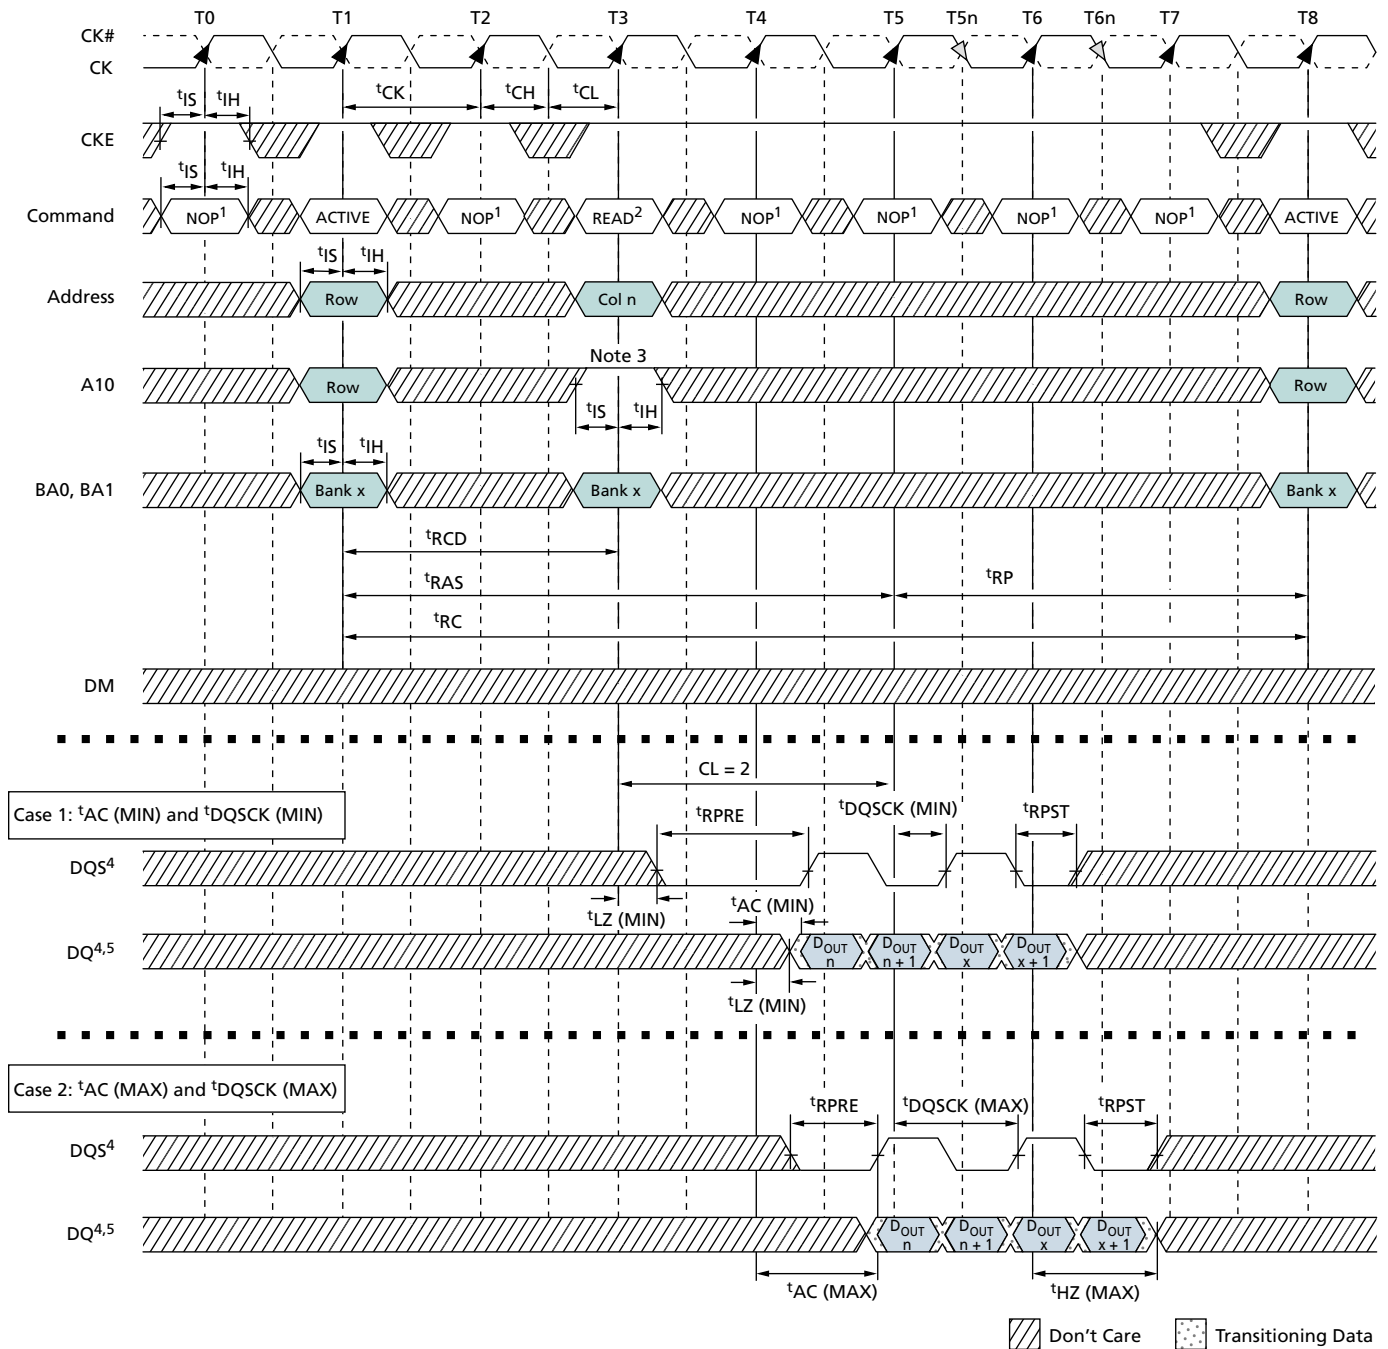 T0 T1 T2 T3 T4 T5 T5n T6 T6n T7 T8
CK#
CK
tIS tIH tCK tCH tCL
CKE
tIS tIH
Command NOP1 ACTIVE NOP1 READ2 NOP1 NOP1 NOP1 NOP1 ACTIVE
tIS tIH
Address Row Col n Row
Note 3
A10 Row Row
tIS tIH
tIS tIH
BA0, BA1 Bank x Bank x Bank x
tRCD
tRAS tRP
tRC
DM
CL = 2
Case 1: tAC (MIN) and tDQSCK (MIN)
tRPRE tDQSCK (MIN) tRPST
DQS4
tLZ (MIN) tAC (MIN)
DQ4,5 DOUT n DOUT n + 1 DOUT x DOUT x + 1
tLZ (MIN)
Case 2: tAC (MAX) and tDQSCK (MAX)
tRPRE tDQSCK (MAX) tRPST
DQS4
DQ4,5 DOUT n DOUT n + 1 DOUT x DOUT x + 1
tAC (MAX) tHZ (MAX)
Don't Care Transitioning Data